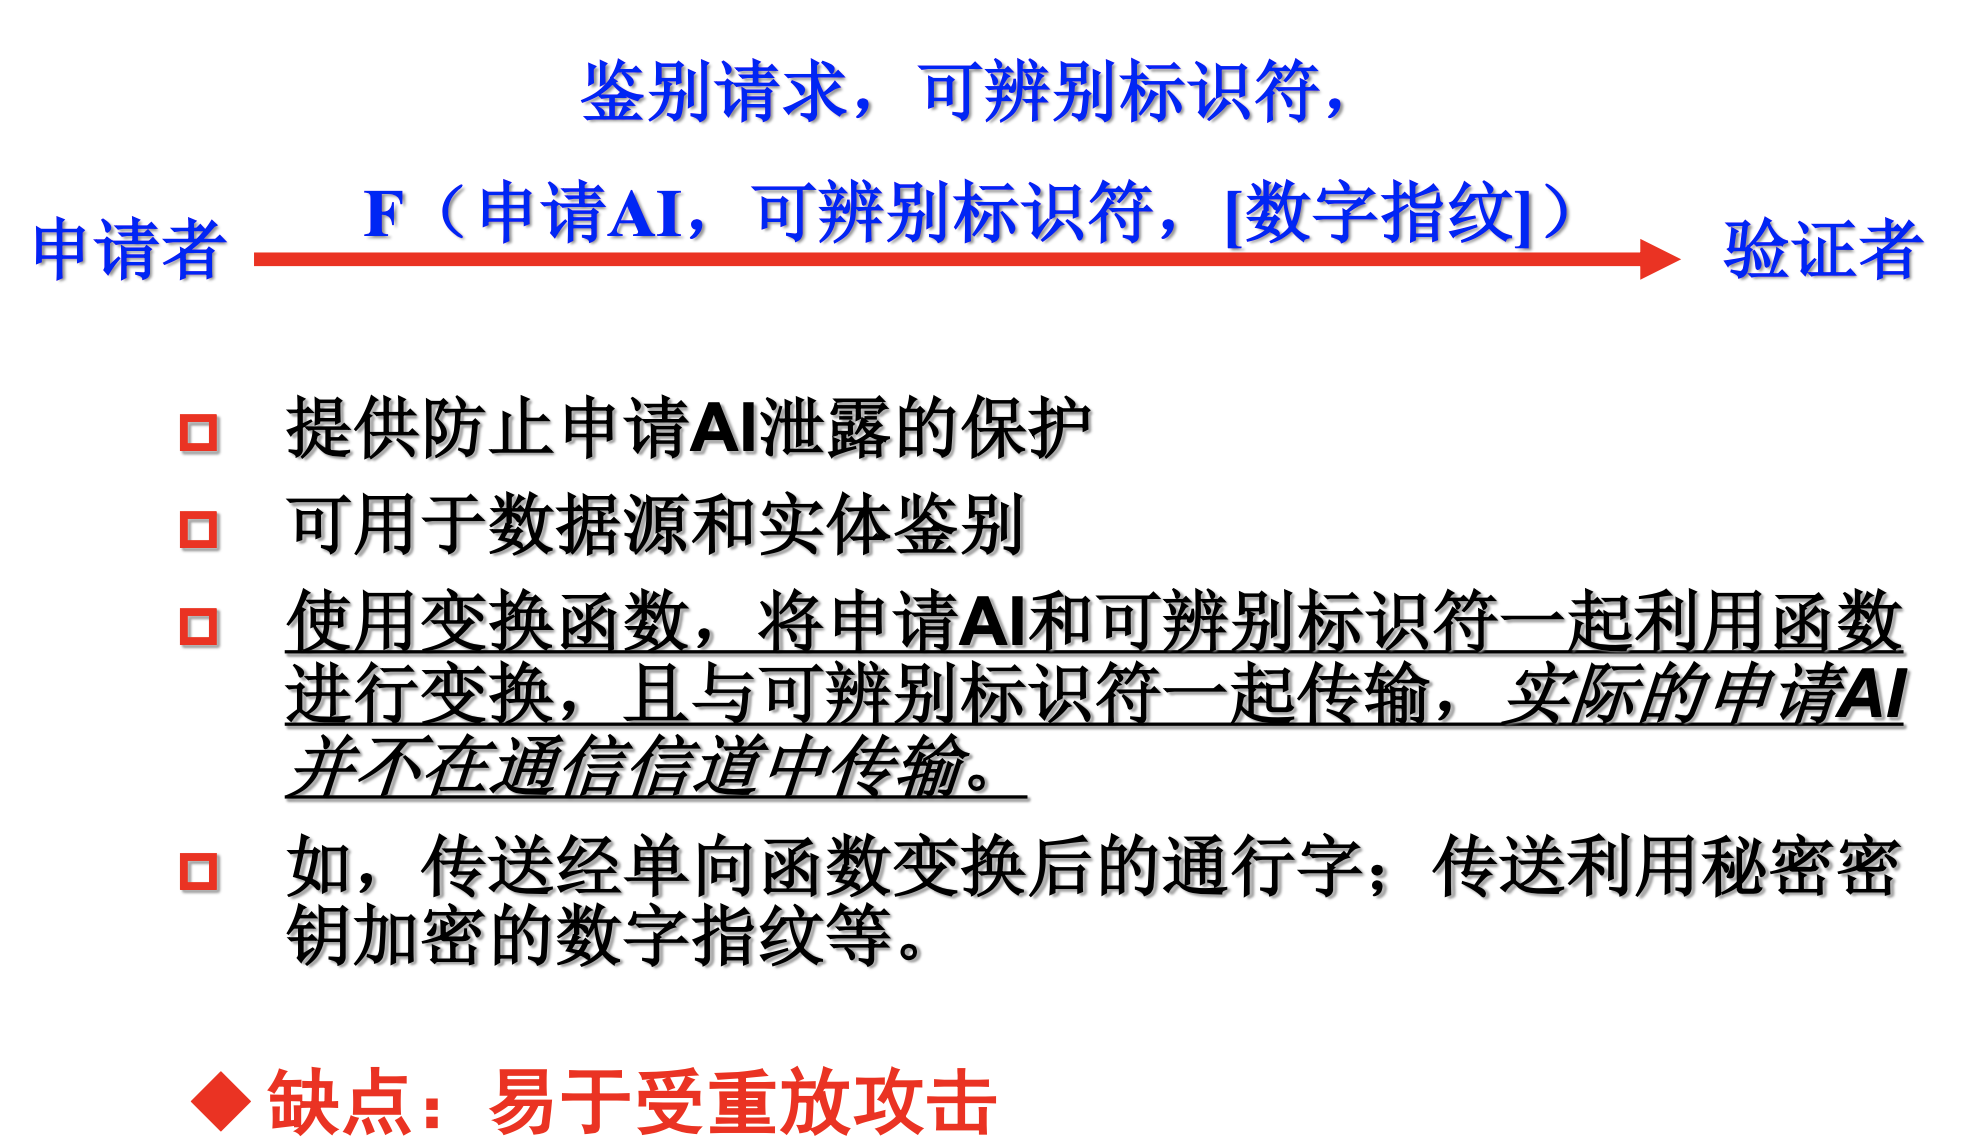 鉴别请求，可辨别标识符，
F（申请AI，可辨别标识符，[数字指纹]）
申请者
验证者
提供防止申请AI泄露的保护
可用于数据源和实体鉴别
使用变换函数，将申请AI和可辨别标识符一起利用函数
进行变换，且与可辨别标识符一起传输，实际的申请AI
并不在通信信道中传输。
如，传送经单向函数变换后的通行字；传送利用秘密密
钥加密的数字指纹等。
缺点：易于受重放攻击